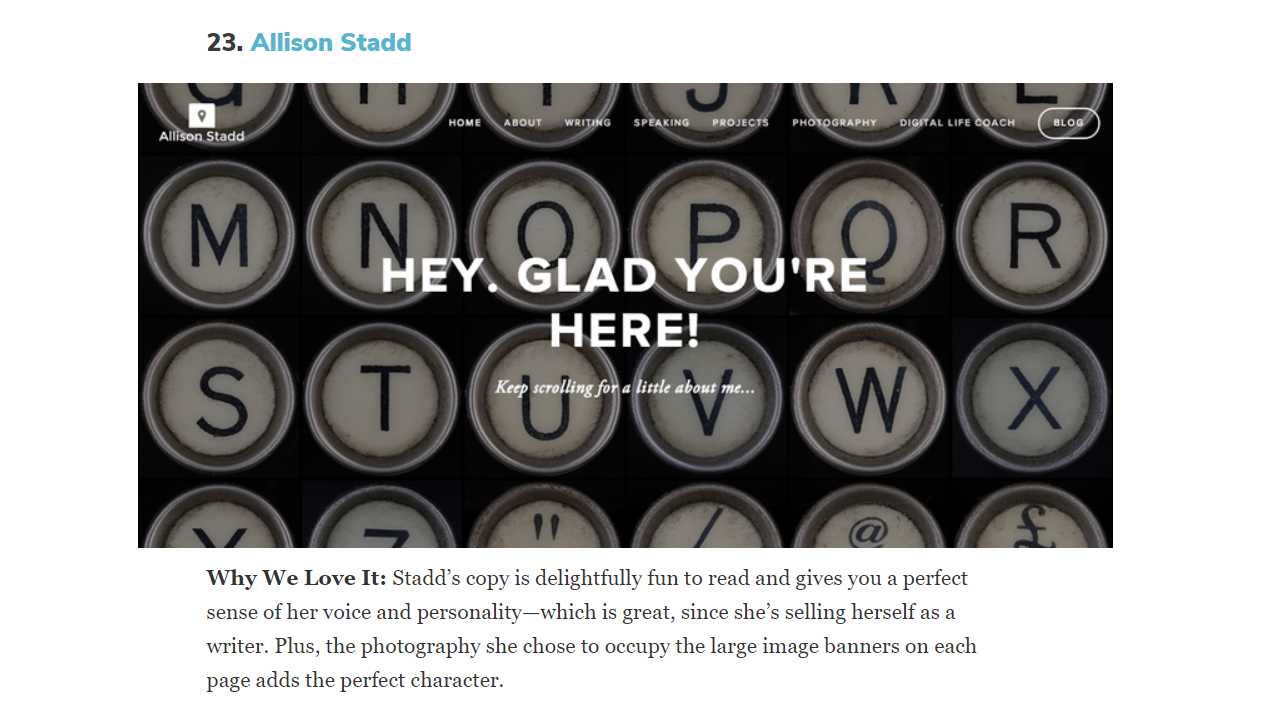 23. Allison Stadd
G H I J K L
Allison Stadd
HOME ABOUT WRITING SPEAKING PROJECTS PHOTOGRAPHY DIGITAL LIFE COACH BLOG
M N O P Q R
HEY. GLAD YOU'RE
HERE!
S T U V W X
Keep scrolling for a little about me...
Y Z " / @ £
Why We Love It: Stadd’s copy is delightfully fun to read and gives you a perfect
sense of her voice and personality—which is great, since she’s selling herself as a
writer. Plus, the photography she chose to occupy the large image banners on each
page adds the perfect character.